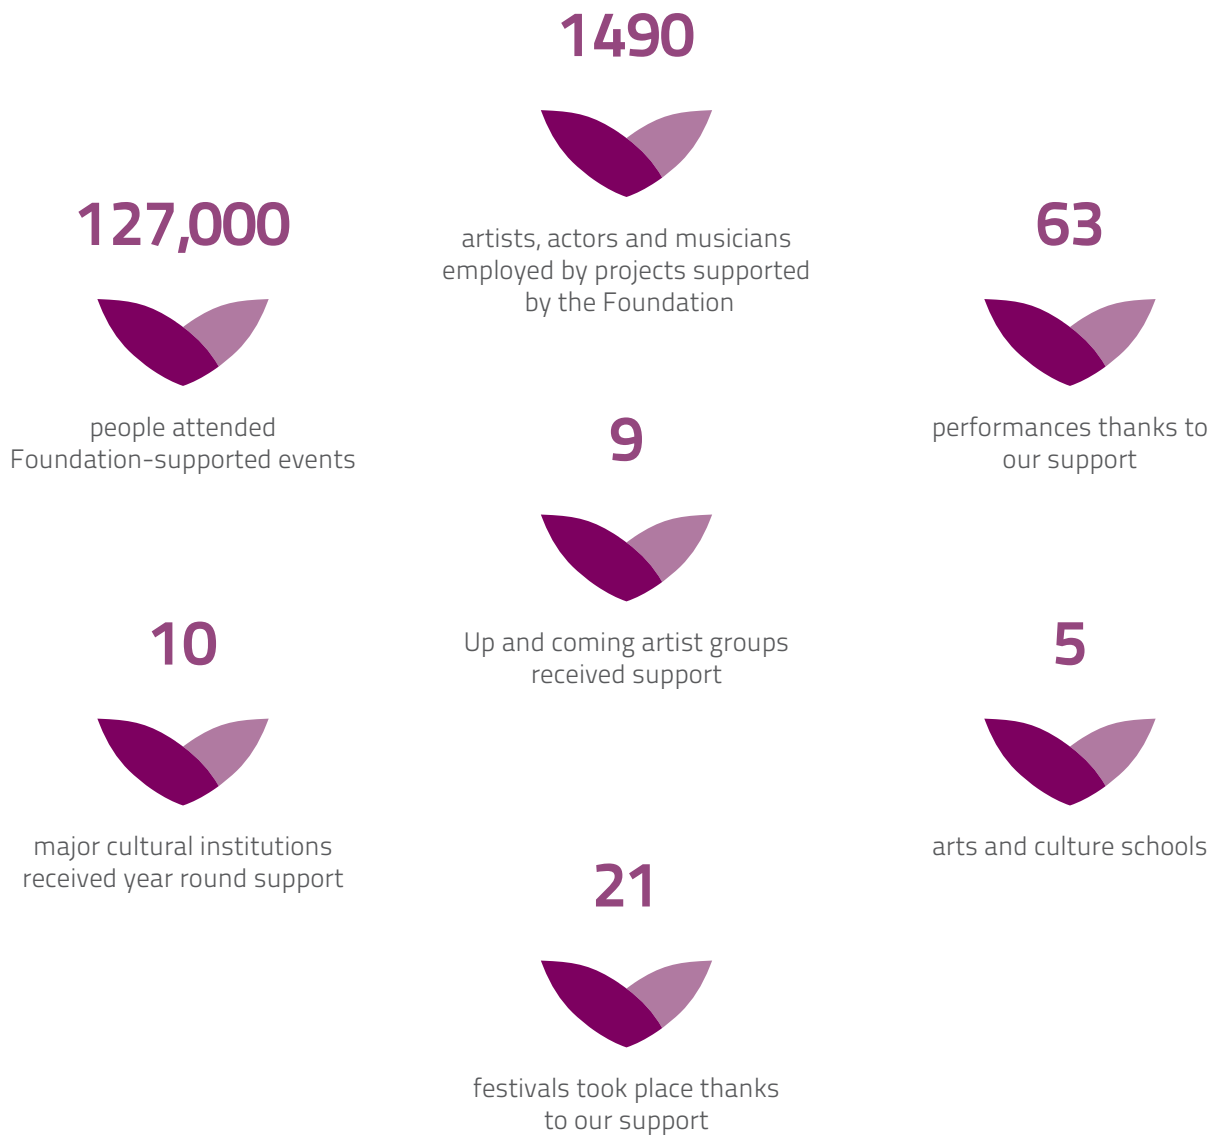 1490
artists, actors and musicians
employed by projects supported
by the Foundation
127,000
people attended
Foundation-supported events
63
performances thanks to
our support
9
Up and coming artist groups
received support
10
major cultural institutions
received year round support
5
arts and culture schools
21
festivals took place thanks
to our support